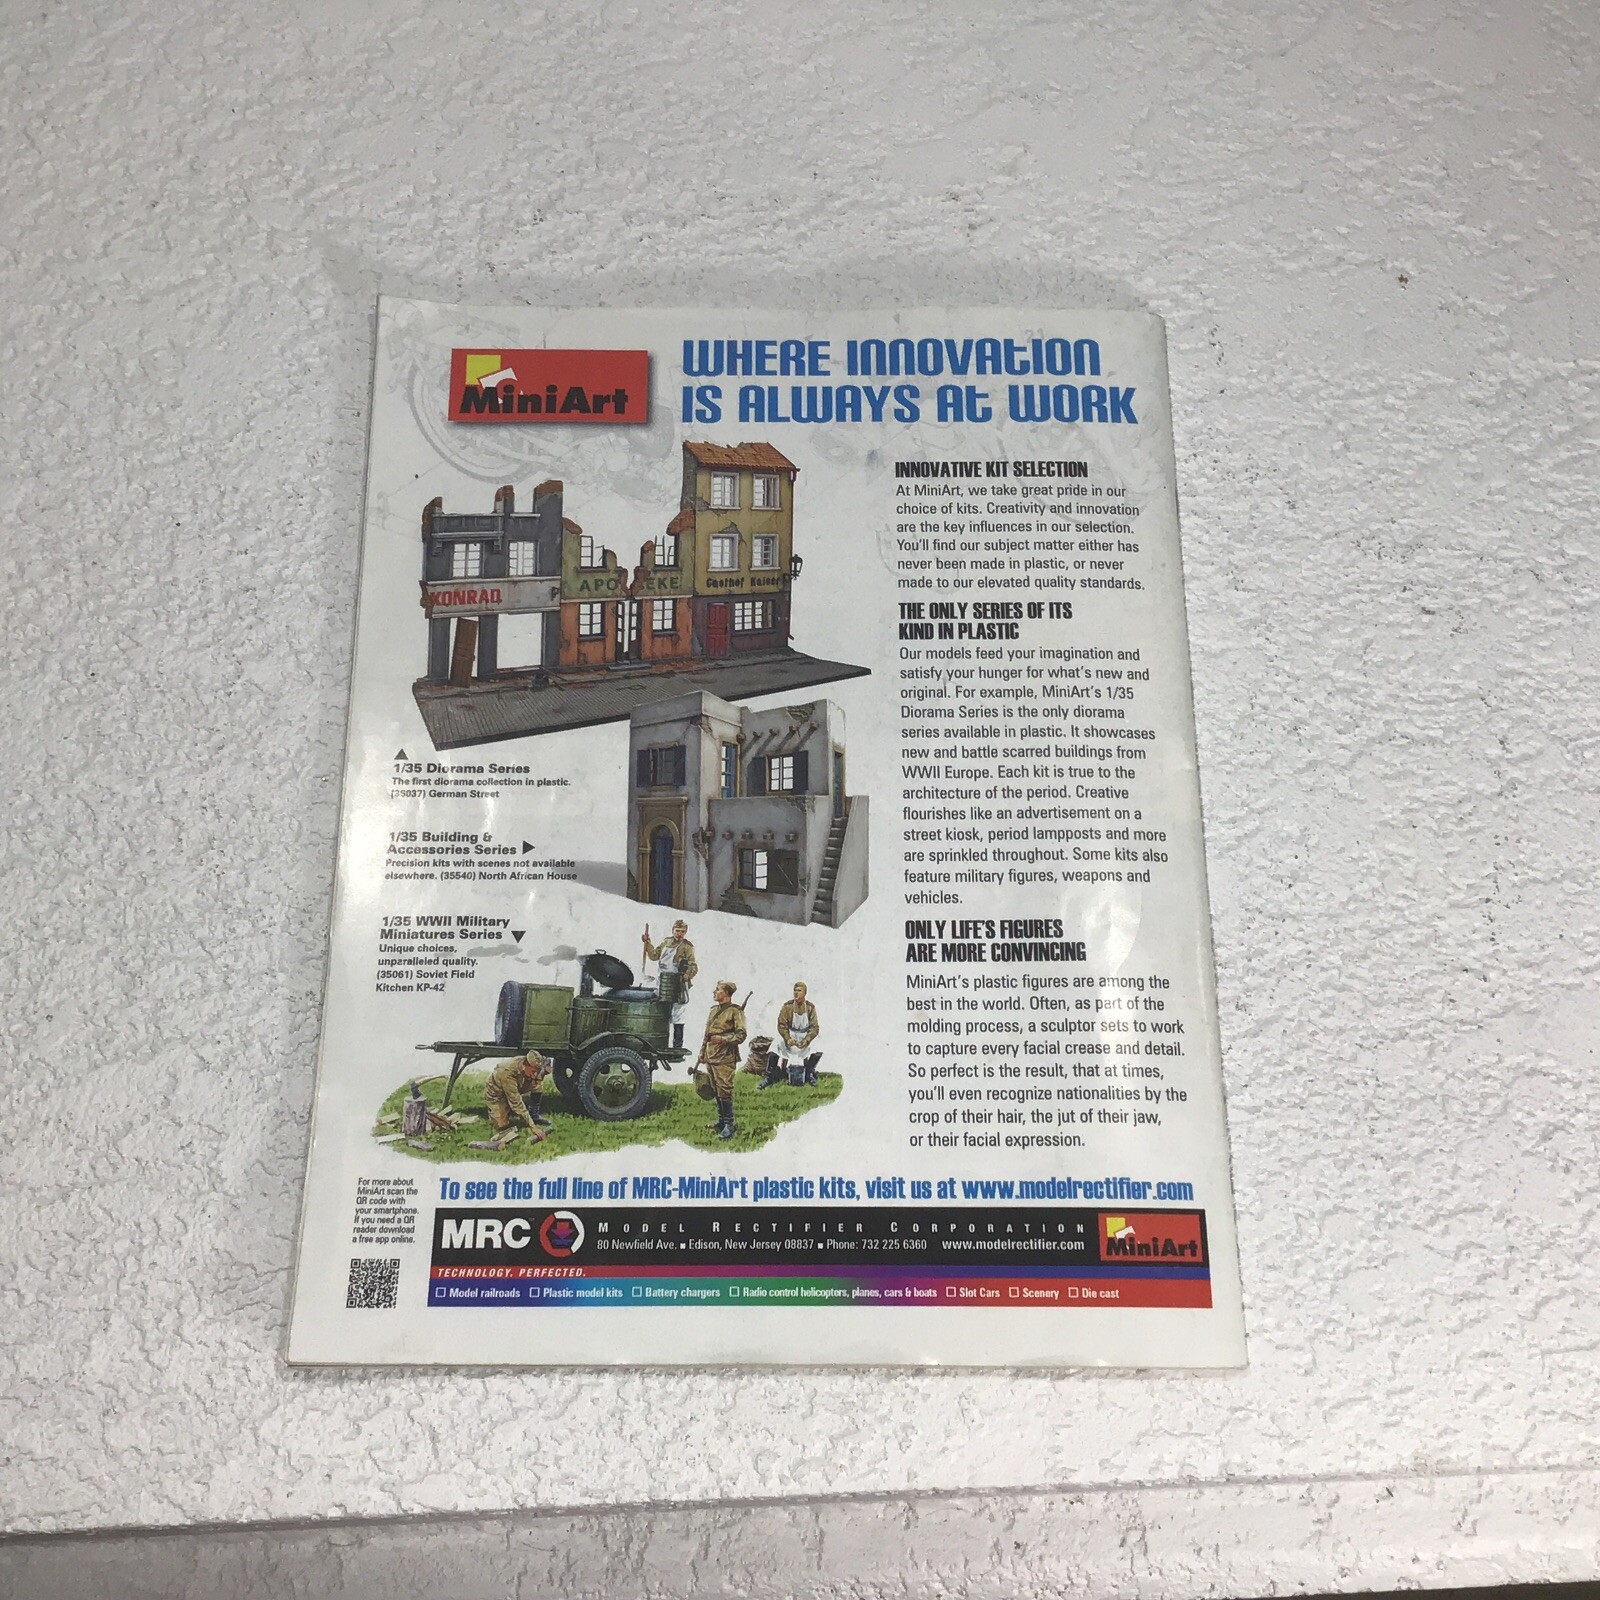 MiniArt
WHERE INNOVATION
IS ALWAYS At WORK
KONRAD
APO EKE
Gasthof Kaiser
INNOVATIVE KIT SELECTION
At MiniArt, we take great pride in our
choice of kits. Creativity and innovation
are the key influences in our selection.
You'll find our subject matter either has
never been made in plastic, or never
made to our elevated quality standards.
THE ONLY SERIES OF ITS
KIND IN PLASTIC
Our models feed your imagination and
satisfy your hunger for what's new and
original. For example, MiniArt's 1/35
Diorama Series is the only diorama
series available in plastic. It showcases
new and battle scarred buildings from
WWII Europe. Each kit is true to the
architecture of the period. Creative
flourishes like an advertisement on a
street kiosk, period lampposts and more
are sprinkled throughout. Some kits also
feature military figures, weapons and
vehicles.
ONLY LIFE'S FIGURES
ARE MORE CONVINCING
MiniArt's plastic figures are among the
best in the world. Often, as part of the
molding process, a sculptor sets to work
to capture every facial crease and detail.
So perfect is the result, that at times,
you'll even recognize nationalities by the
crop of their hair, the jut of their jaw,
or their facial expression.
1/35 Diorama Series
The first diorama collection in plastic.
(35037) German Street
1/35 Building &
Accessories Series
Precision kits with scenes not available
elsewhere. (35540) North African House
1/35 WWII Military
Miniatures Series
Unique choices,
unparalleled quality.
(35061) Soviet Field
Kitchen KP-42
For more about
MiniArt scan the
QR code with
your smartphone.
If you need a QR
reader download
a free app online.
To see the full line of MRC-MiniArt plastic kits, visit us at www.modelrectifier.com
MRC MODEL RECTIFIER CORPORATION
80 Newfield Ave. ■ Edison, New Jersey 08837 ■ Phone: 732 225 6360 www.modelrectifier.com
MiniArt
TECHNOLOGY. PERFECTED.
☐ Model railroads ☐ Plastic model kits ☐ Battery chargers ☐ Radio control helicopters, planes, cars & boats ☐ Slot Cars ☐ Scenery ☐ Die cast